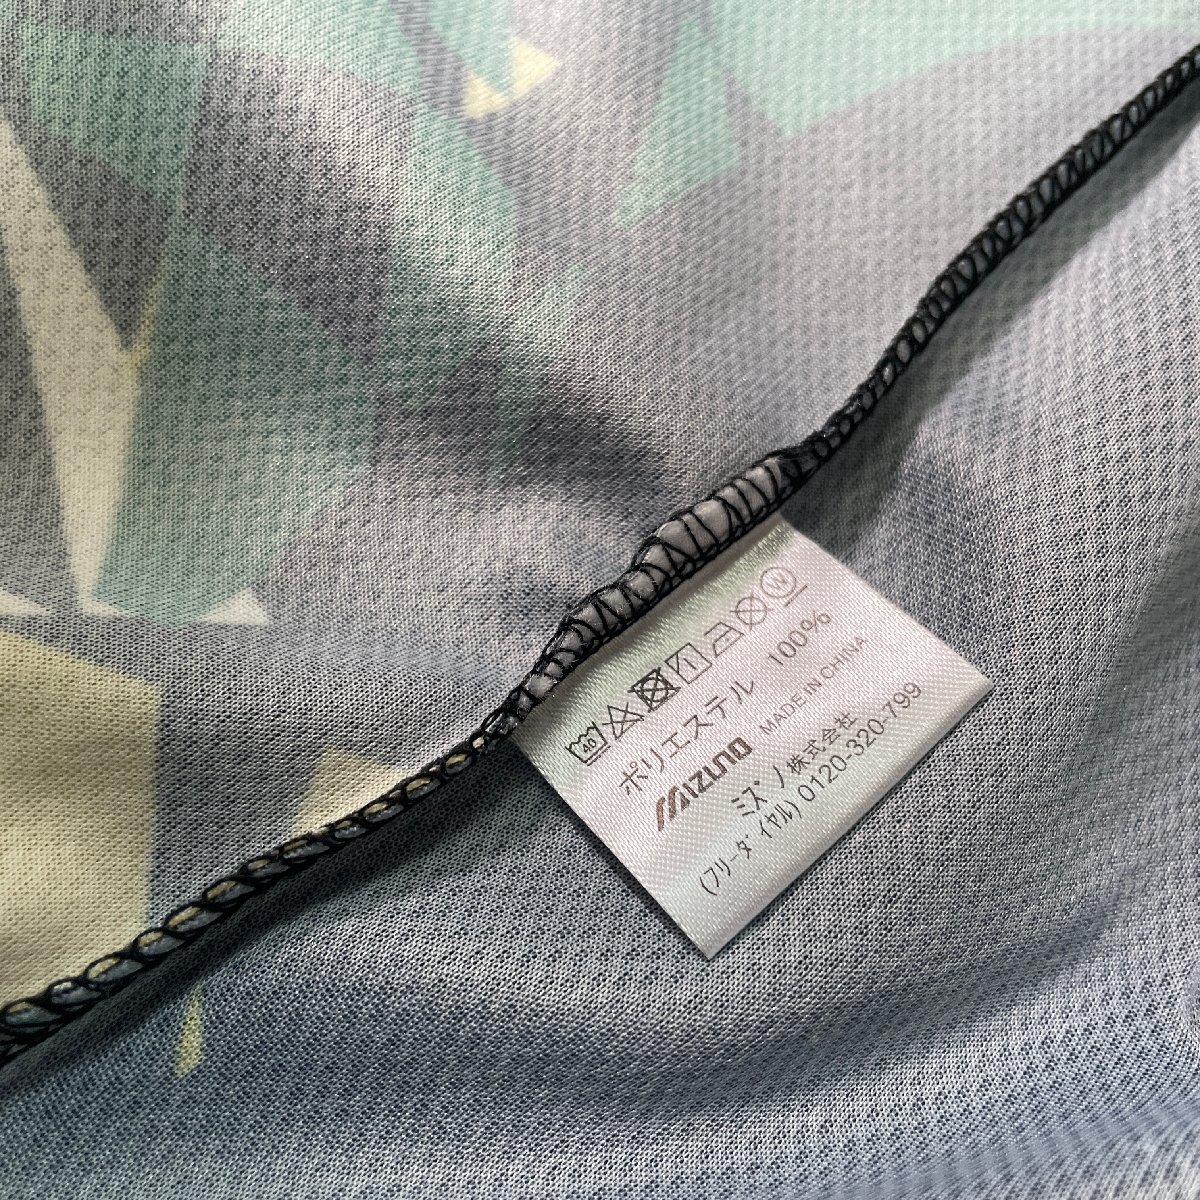 40
ポリエステル 100%
MIZUNO MADE IN CHINA
ミズノ株式会社
(フリーダイヤル) 0120-320-799